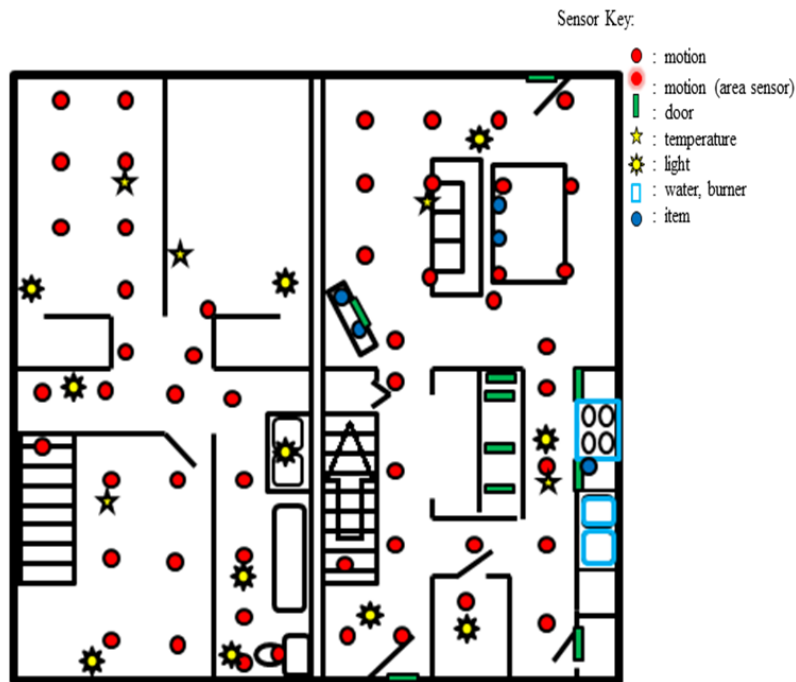 Sensor Key:
: motion
: motion (area sensor)
: door
: temperature
: light
: water, burner
: item